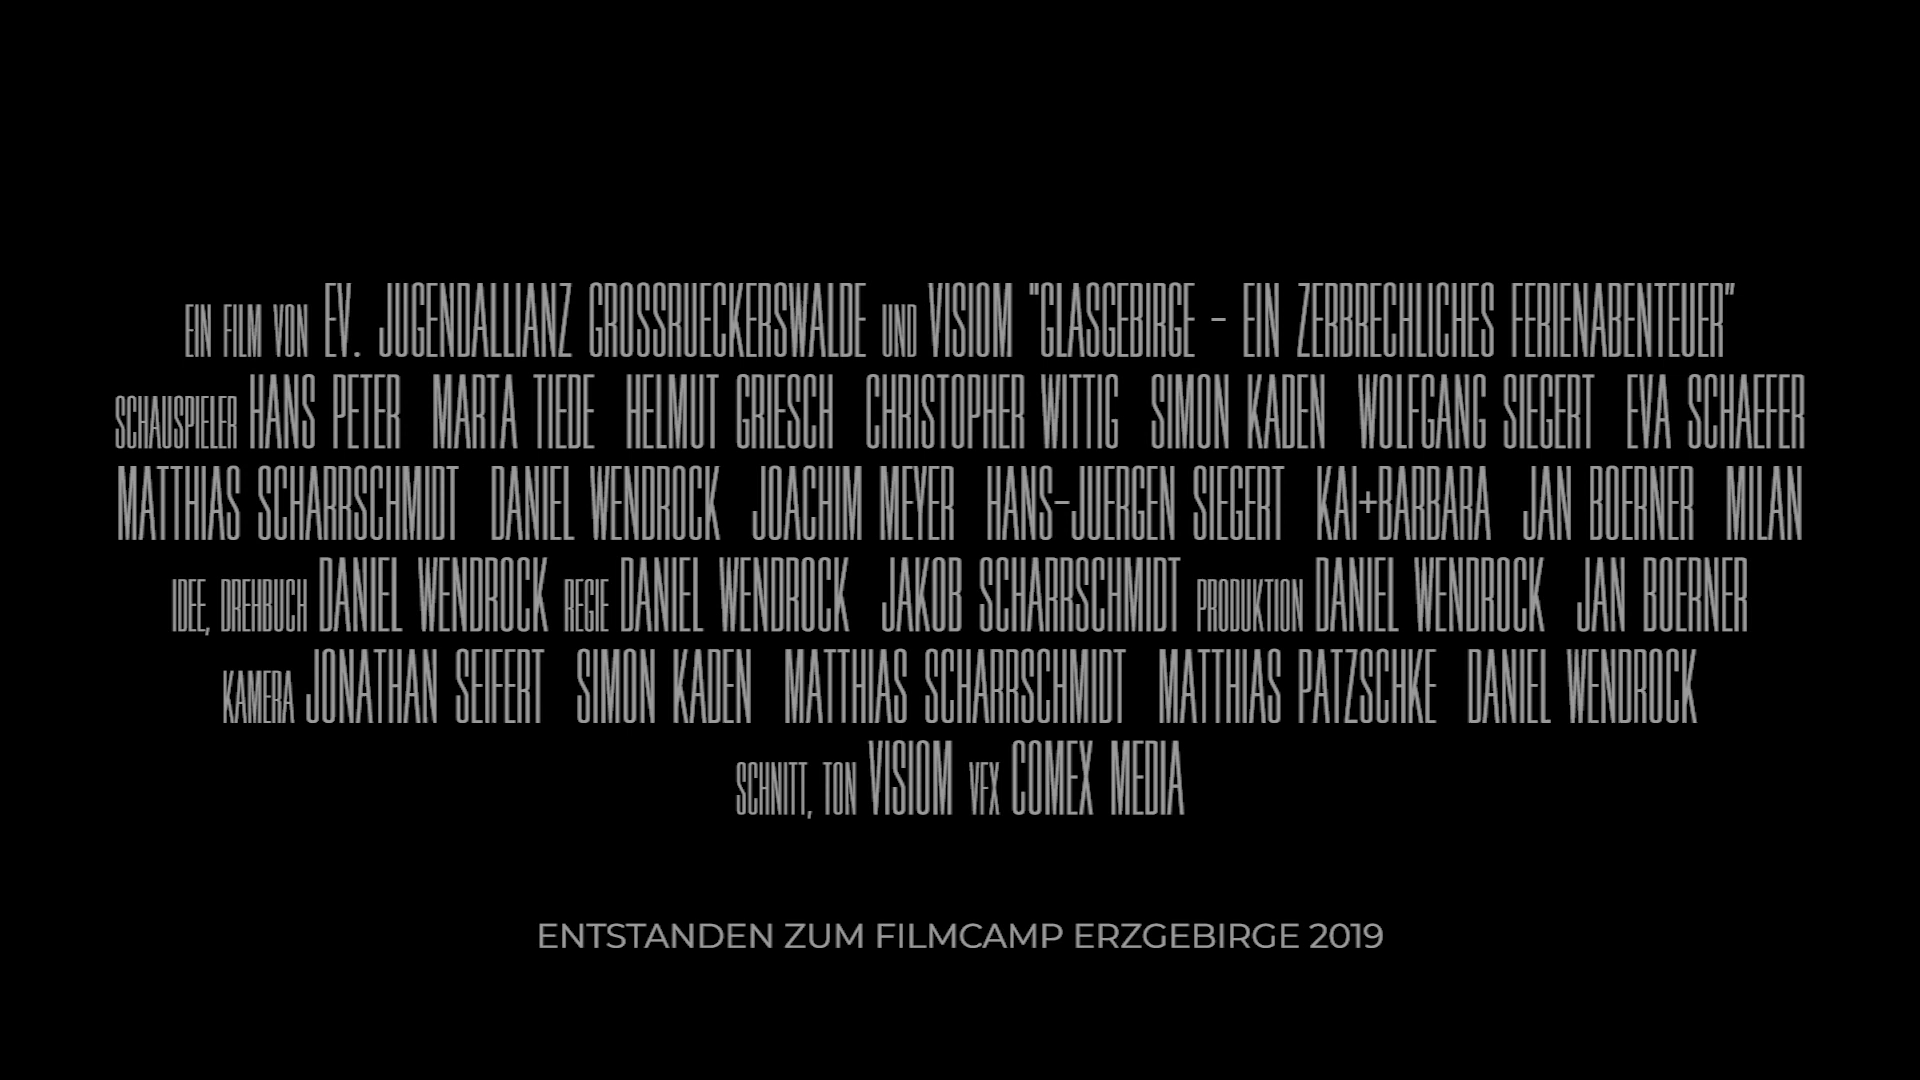 EIN FILM VON EV. JUGENDALLIANZ GROSSRUECKERSWALDE UND VISIOM "GLASGEBIRGE - EIN ZERBRECHLICHES FERIENABENTEUER"
SCHAUSPIELER HANS PETER MARTA TIEDE HELMUT GRIESCH CHRISTOPHER WITTIG SIMON KADEN WOLFGANG SIEGERT EVA SCHAEFER
MATTHIAS SCHARRSCHMIDT DANIEL WENDROCK JOACHIM MEYER HANS-JUERGEN SIEGERT KAI+BARBARA JAN BOERNER MILAN
IDEE, DREHBUCH DANIEL WENDROCK REGIE DANIEL WENDROCK JAKOB SCHARRSCHMIDT PRODUKTION DANIEL WENDROCK JAN BOERNER
KAMERA JONATHAN SEIFERT SIMON KADEN MATTHIAS SCHARRSCHMIDT MATTHIAS PATZSCHKE DANIEL WENDROCK
SCHNITT, TON VISIOM VFX COMEX MEDIA
ENTSTANDEN ZUM FILMCAMP ERZGEBIRGE 2019